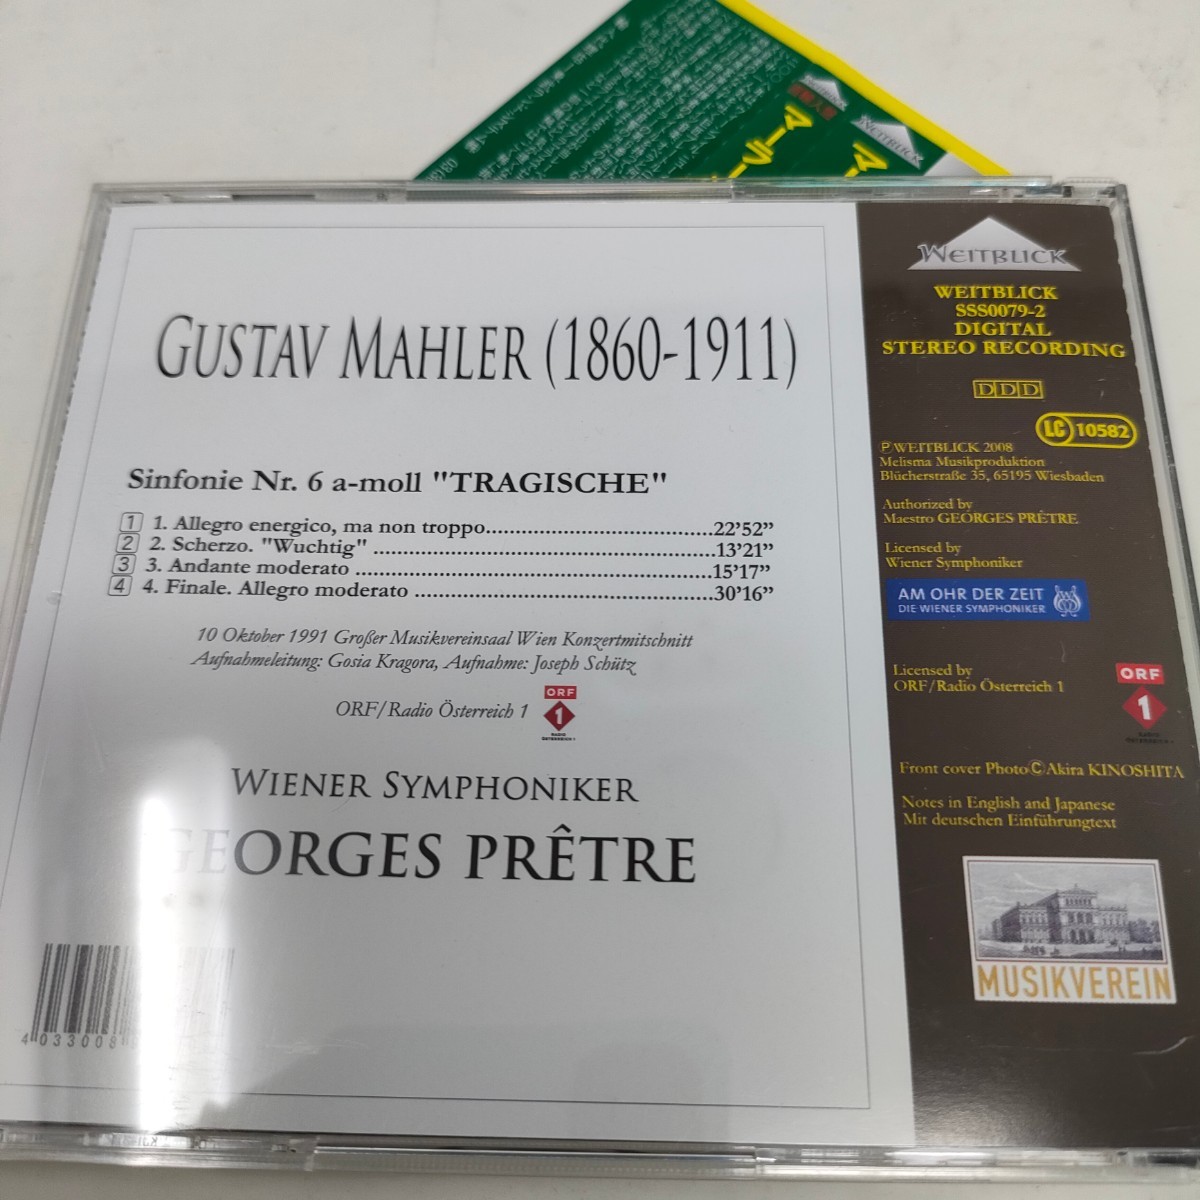 WEITBLICK
GUSTAV MAHLER (1860-1911)
Sinfonie Nr. 6 a-moll "TRAGISCHE"
1 1. Allegro energico, ma non troppo..........22’52”
2 2. Scherzo. "Wuchtig" ..........13’21”
3 3. Andante moderato ..........15’17”
4 4. Finale. Allegro moderato ..........30’16”
10 Oktober 1991 Großer Musikvereinsaal Wien Konzertmitschnitt
Aufnahmeleitung: Gosia Kragora, Aufnahme: Joseph Schütz
ORF/Radio Österreich 1
ORF
1
RADIO
ÖSTERREICH 1
WIENER SYMPHONIKER
GEORGES PRÊTRE
4 033008
WEITBLICK
WEITBLICK
SSS0079-2
DIGITAL
STEREO RECORDING
DDD
LC 10582
Ⓟ WEITBLICK 2008
Melisma Musikproduktion
Blücherstraße 35, 65195 Wiesbaden
Authorized by
Maestro GEORGES PRÊTRE
Licensed by
Wiener Symphoniker
AM OHR DER ZEIT
DIE WIENER SYMPHONIKER
Licensed by
ORF/Radio Österreich 1
ORF
1
Front cover Photo©Akira KINOSHITA
Notes in English and Japanese
Mit deutschen Einführungtext
MUSIKVEREIN